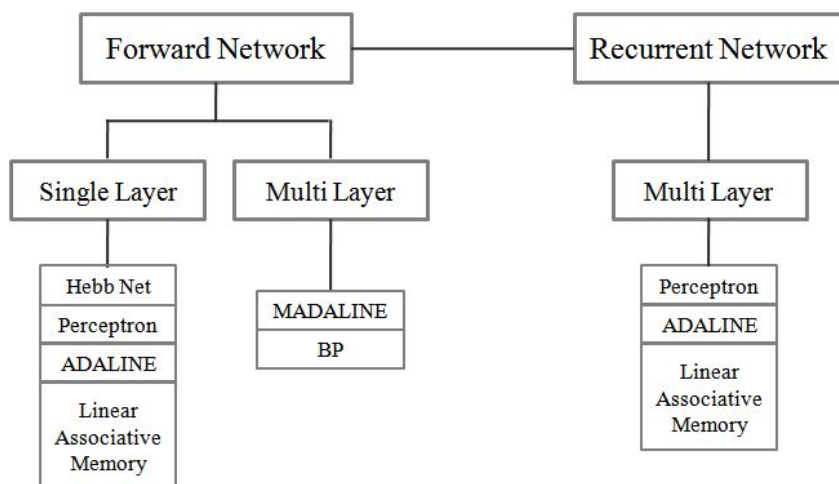 Forward Network
Recurrent Network
Single Layer
Multi Layer
Multi Layer
Hebb Net
Perceptron
ADALINE
Linear
Associative
Memory
MADALINE
BP
Perceptron
ADALINE
Linear
Associative
Memory